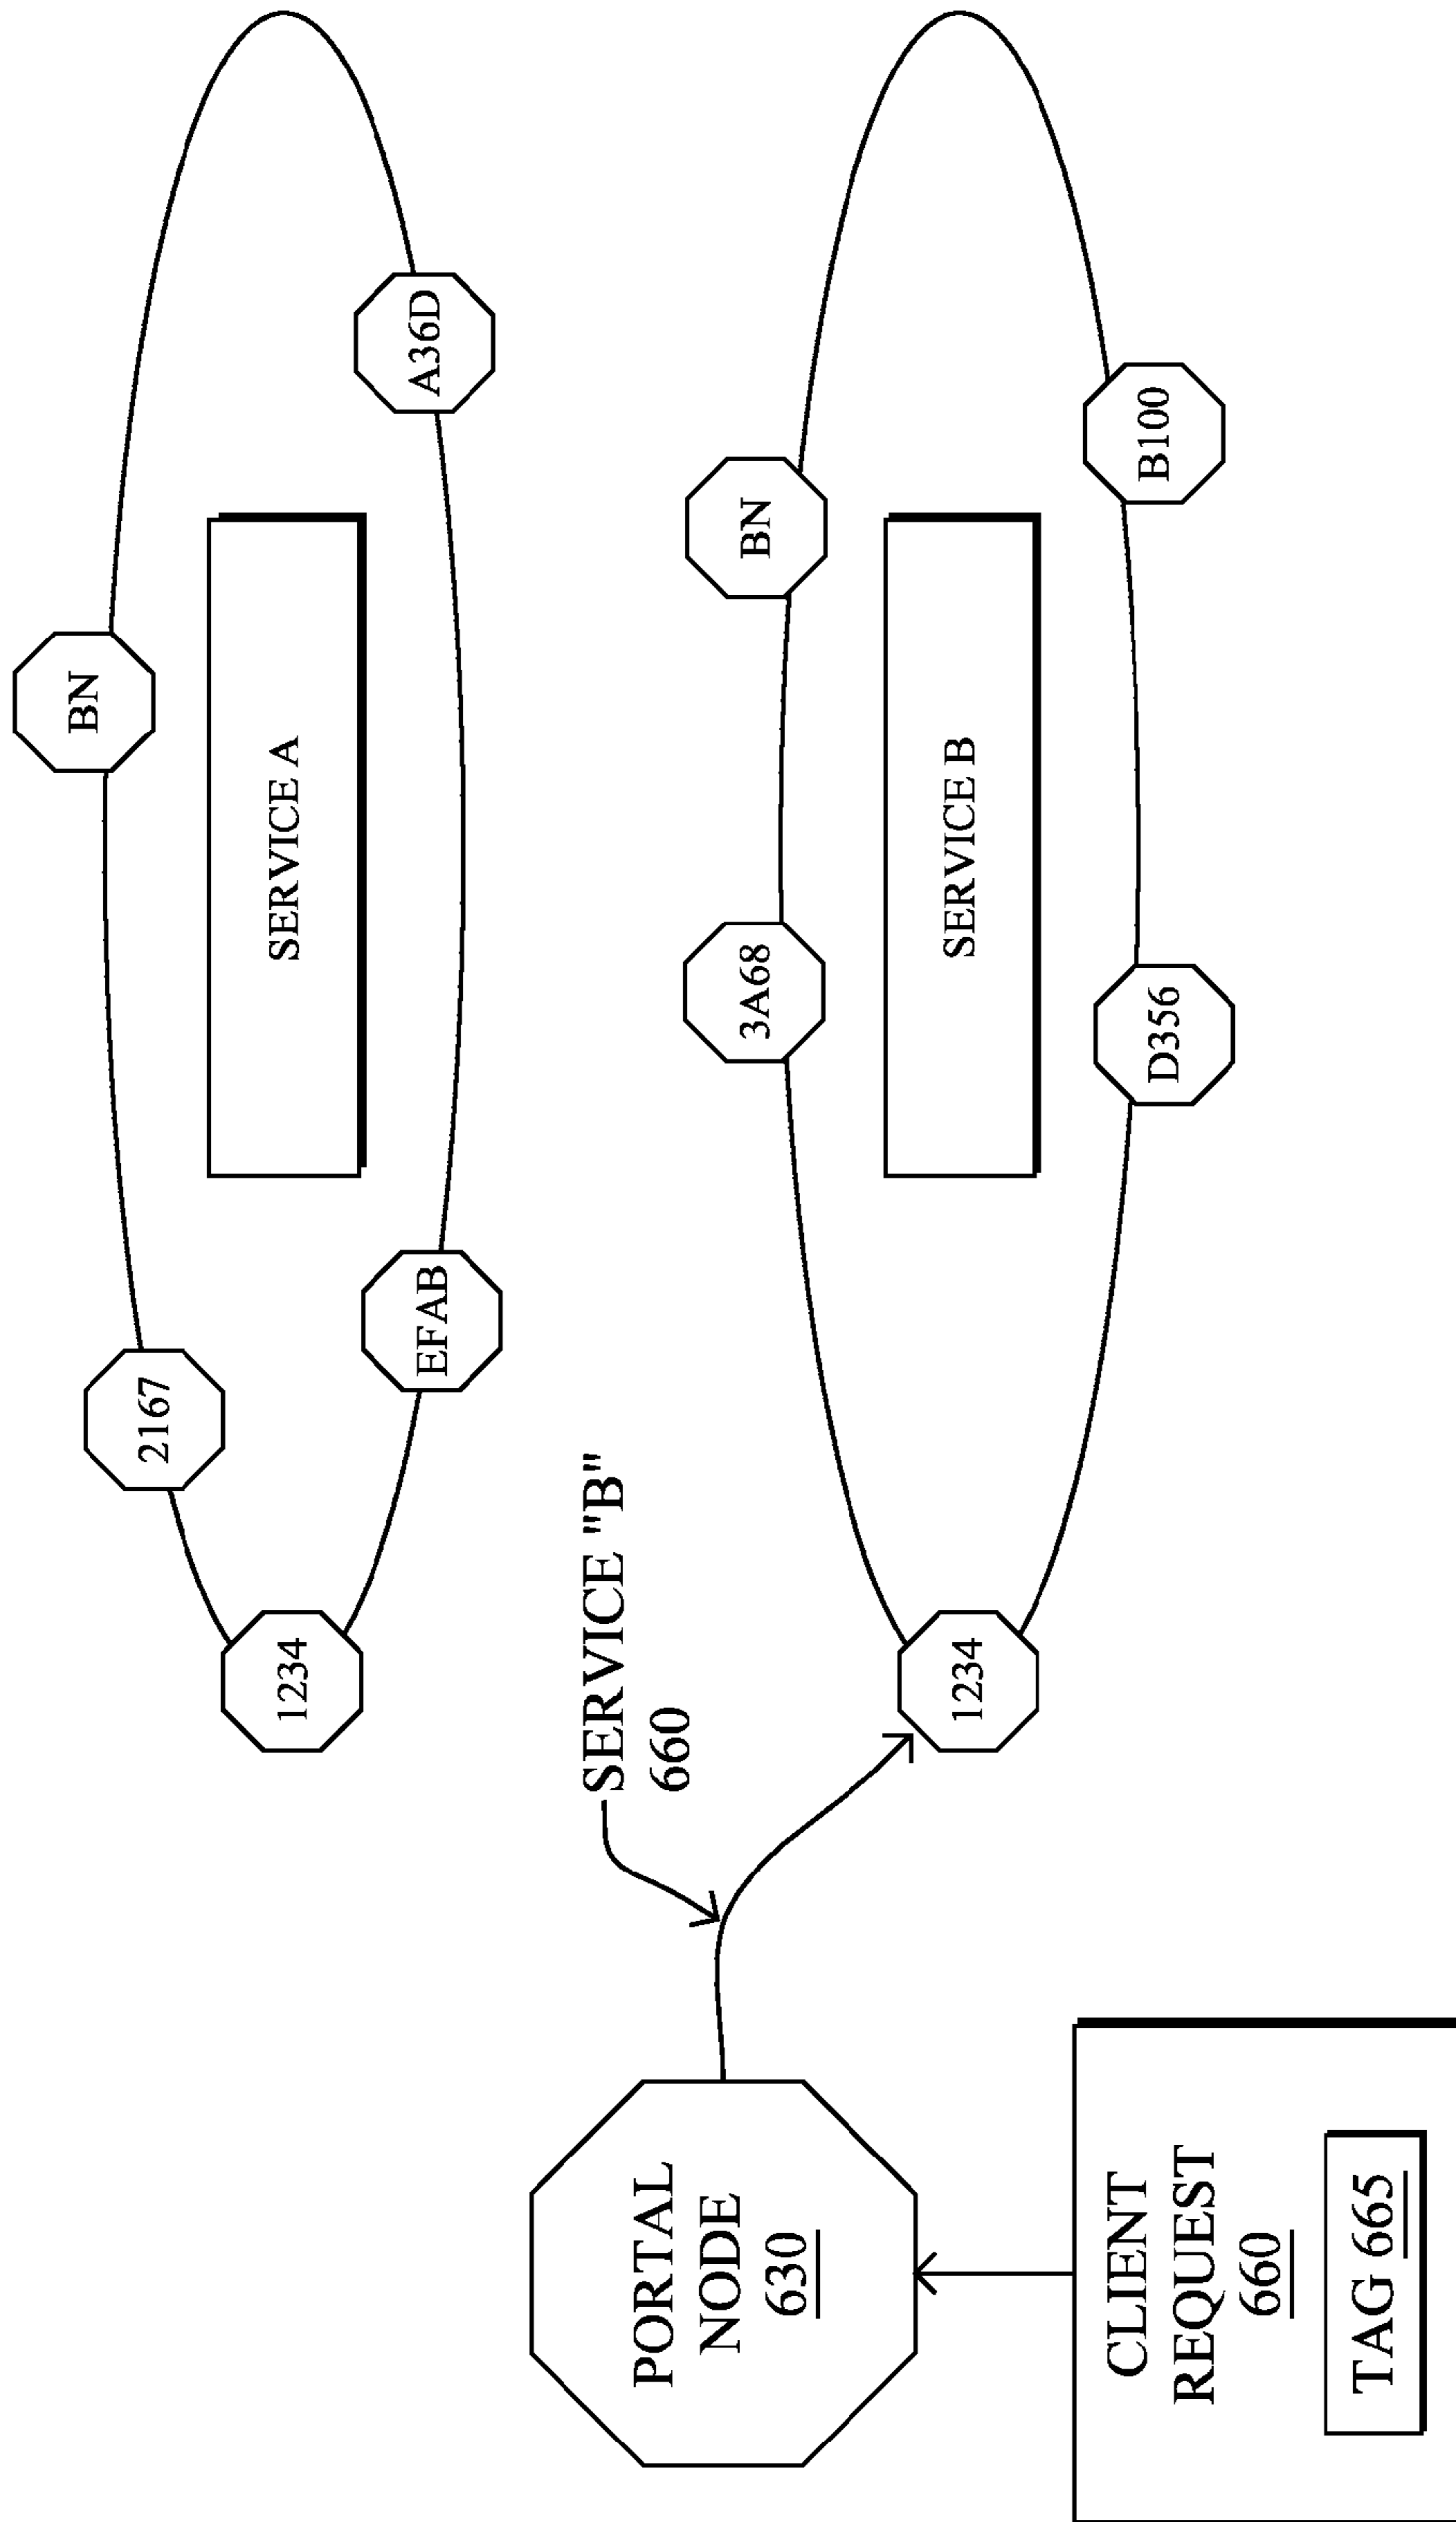 BN
2167
1234
SERVICE A
A36D
EFAB
SERVICE "B"
660
BN
3A68
1234
SERVICE B
B100
D356
PORTAL
NODE
630
CLIENT
REQUEST
660
TAG 665